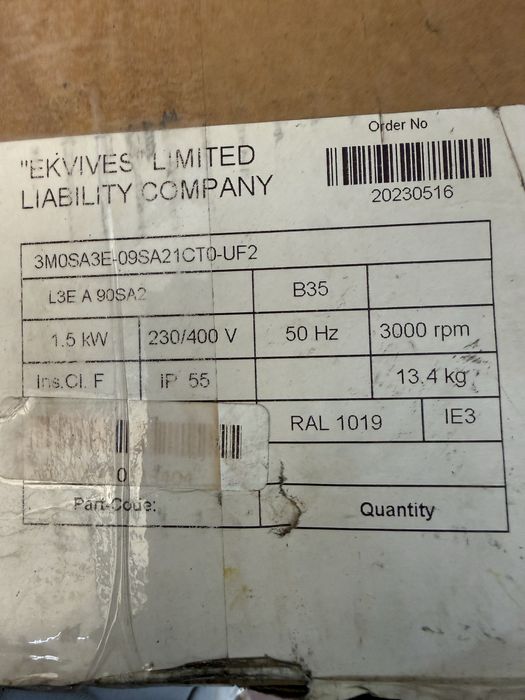 Order No
"EKVIVES" LIMITED
LIABILITY COMPANY
20230516
3M0SA3E-09SA21CT0-UF2
L3E A 90SA2 B35
1.5 kW 230/400 V 50 Hz 3000 rpm
Ins.Cl. F IP 55 13.4 kg
RAL 1019 IE3
0
Part-Code: Quantity